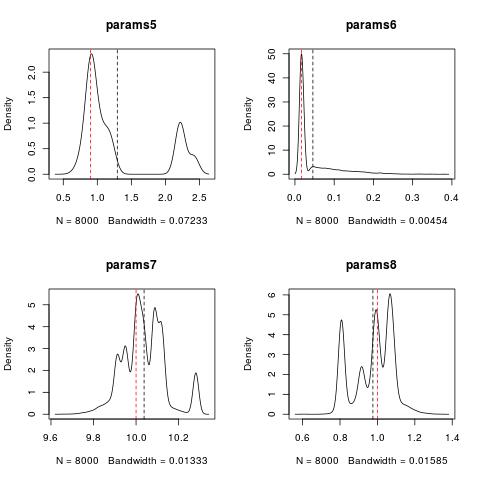 params5
Density
0.0 0.5 1.0 1.5 2.0
0.5 1.0 1.5 2.0 2.5
N = 8000 Bandwidth = 0.07233
params6
Density
0 10 20 30 40 50
0.0 0.1 0.2 0.3 0.4
N = 8000 Bandwidth = 0.00454
params7
Density
0 1 2 3 4 5
9.6 9.8 10.0 10.2
N = 8000 Bandwidth = 0.01333
params8
Density
0 1 2 3 4 5 6
0.6 0.8 1.0 1.2 1.4
N = 8000 Bandwidth = 0.01585